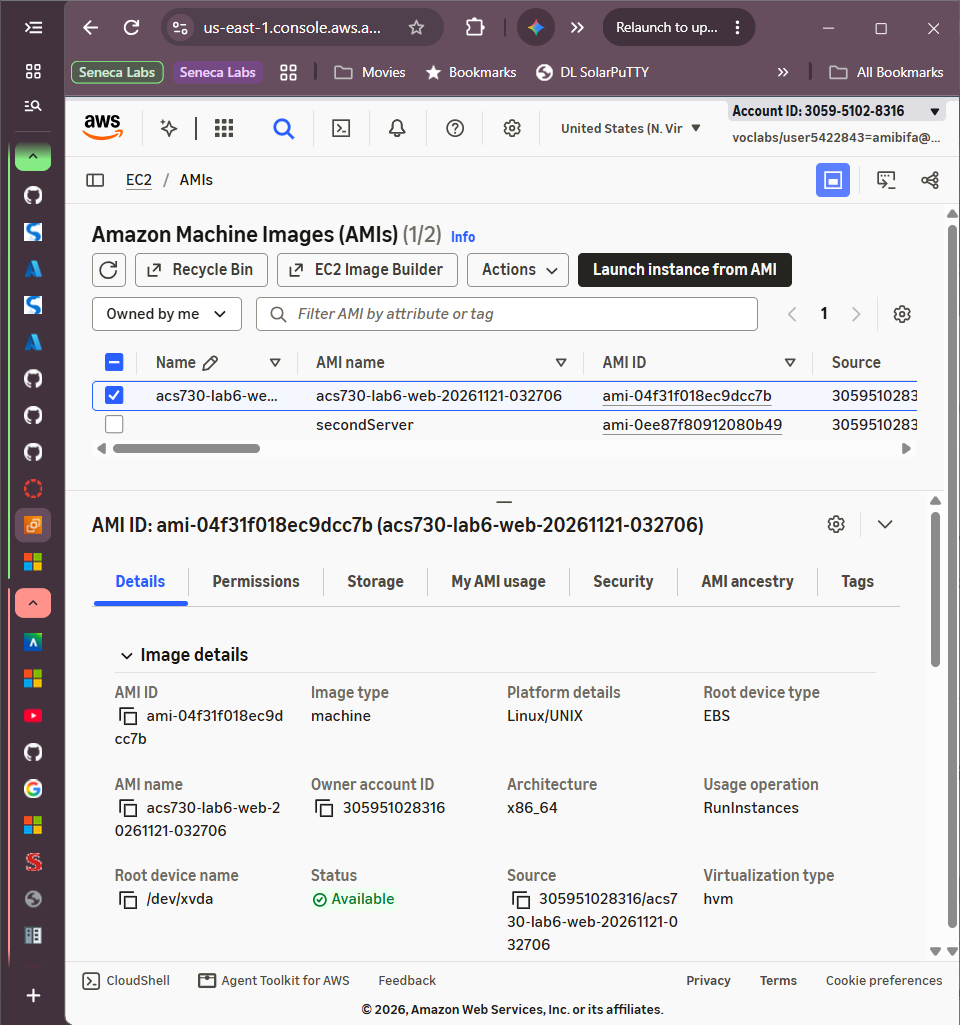 us-east-1.console.aws.a...
Relaunch to up...
Seneca Labs
Seneca Labs
Movies
Bookmarks
DL SolarPuTTY
All Bookmarks
aws
United States (N. Vir
Account ID: 3059-5102-8316
voclabs/user5422843=amibifa@...
EC2 / AMIs
Amazon Machine Images (AMIs) (1/2) Info
Recycle Bin
EC2 Image Builder
Actions
Launch instance from AMI
Owned by me
Filter AMI by attribute or tag
1
Name AMI name AMI ID Source
acs730-lab6-we... acs730-lab6-web-20261121-032706 ami-04f31f018ec9dcc7b 3059510283
secondServer ami-0ee87f80912080b49 3059510283
AMI ID: ami-04f31f018ec9dcc7b (acs730-lab6-web-20261121-032706)
Details Permissions Storage My AMI usage Security AMI ancestry Tags
Image details
AMI ID
ami-04f31f018ec9d
cc7b
Image type
machine
Platform details
Linux/UNIX
Root device type
EBS
AMI name
acs730-lab6-web-2
0261121-032706
Owner account ID
305951028316
Architecture
x86_64
Usage operation
RunInstances
Root device name
/dev/xvda
Status
Available
Source
305951028316/acs7
30-lab6-web-20261121-0
32706
Virtualization type
hvm
CloudShell Agent Toolkit for AWS Feedback Privacy Terms Cookie preferences
© 2026, Amazon Web Services, Inc. or its affiliates.